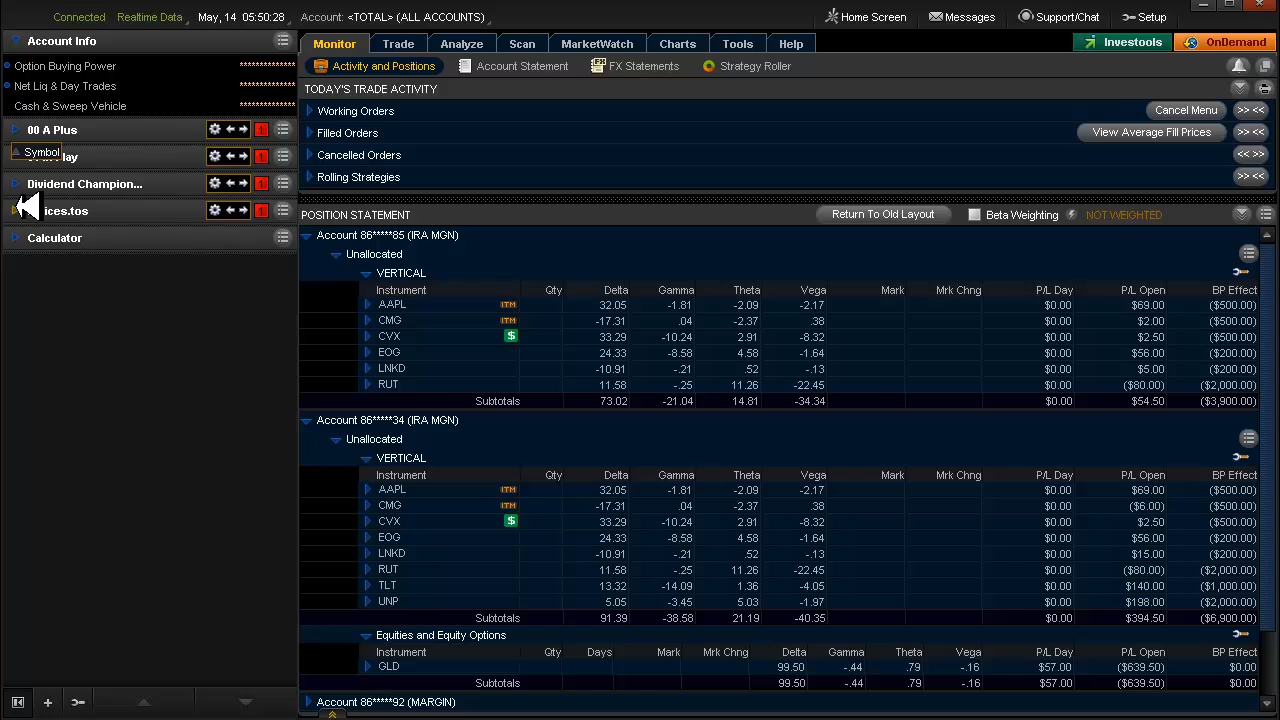 Connected Realtime Data May, 14 05:50:28 Account: <TOTAL> (ALL ACCOUNTS) Home Screen Messages Support/Chat Setup
Account Info
Option Buying Power *************
Net Liq & Day Trades *************
Cash & Sweep Vehicle *************
00 A Plus 1
Symbol
1
Dividend Champion... 1
ices.tos 1
Calculator
Monitor Trade Analyze Scan MarketWatch Charts Tools Help Investools OnDemand
Activity and Positions Account Statement FX Statements Strategy Roller
TODAY'S TRADE ACTIVITY
Working Orders Cancel Menu >> <<
Filled Orders View Average Fill Prices >> <<
Cancelled Orders << >>
Rolling Strategies >> <<
POSITION STATEMENT Return To Old Layout Beta Weighting NOT WEIGHTED
Account 86*****85 (IRA MGN)
Unallocated
VERTICAL
Instrument Qty Delta Gamma Theta Vega Mark Mrk Chng P/L Day P/L Open BP Effect
AAPL ITM 32.05 -1.81 -2.09 -2.17 $0.00 $69.00 ($500.00)
CMG ITM -17.31 .04 -2.37 .38 $0.00 $2.00 ($500.00)
CVX $ 33.29 -10.24 2.91 -8.32 $0.00 $2.50 ($500.00)
EOG 24.33 -8.58 4.58 -1.64 $0.00 $56.00 ($200.00)
LNKD -10.91 -.21 .52 -.13 $0.00 $5.00 ($200.00)
RUT 11.58 -.25 11.26 -22.45 $0.00 ($80.00) ($2,000.00)
Subtotals 73.02 -21.04 14.81 -34.34 $0.00 $54.50 ($3,900.00)
Account 86*****34 (IRA MGN)
Unallocated
VERTICAL
Instrument Qty Delta Gamma Theta Vega Mark Mrk Chng P/L Day P/L Open BP Effect
AAPL ITM 32.05 -1.81 -2.09 -2.17 $0.00 $69.00 ($500.00)
CMG ITM -17.31 .04 -2.37 .38 $0.00 ($6.00) ($500.00)
CVX $ 33.29 -10.24 2.91 -8.32 $0.00 $2.50 ($500.00)
EOG 24.33 -8.58 4.58 -1.64 $0.00 $56.00 ($200.00)
LNKD -10.91 -.21 .52 -.13 $0.00 $15.00 ($200.00)
RUT 11.58 -.25 11.26 -22.45 $0.00 ($80.00) ($2,000.00)
TLT 13.32 -14.09 1.36 -4.05 $0.00 $140.00 ($1,000.00)
UNP 5.05 -3.45 5.03 -1.97 $0.00 $198.00 ($2,000.00)
Subtotals 91.39 -38.58 21.19 -40.35 $0.00 $394.50 ($6,900.00)
Equities and Equity Options
Instrument Qty Days Mark Mrk Chng Delta Gamma Theta Vega P/L Day P/L Open BP Effect
GLD 99.50 -.44 .79 -.16 $57.00 ($639.50) $0.00
Subtotals 99.50 -.44 .79 -.16 $57.00 ($639.50) $0.00
Account 86*****92 (MARGIN)